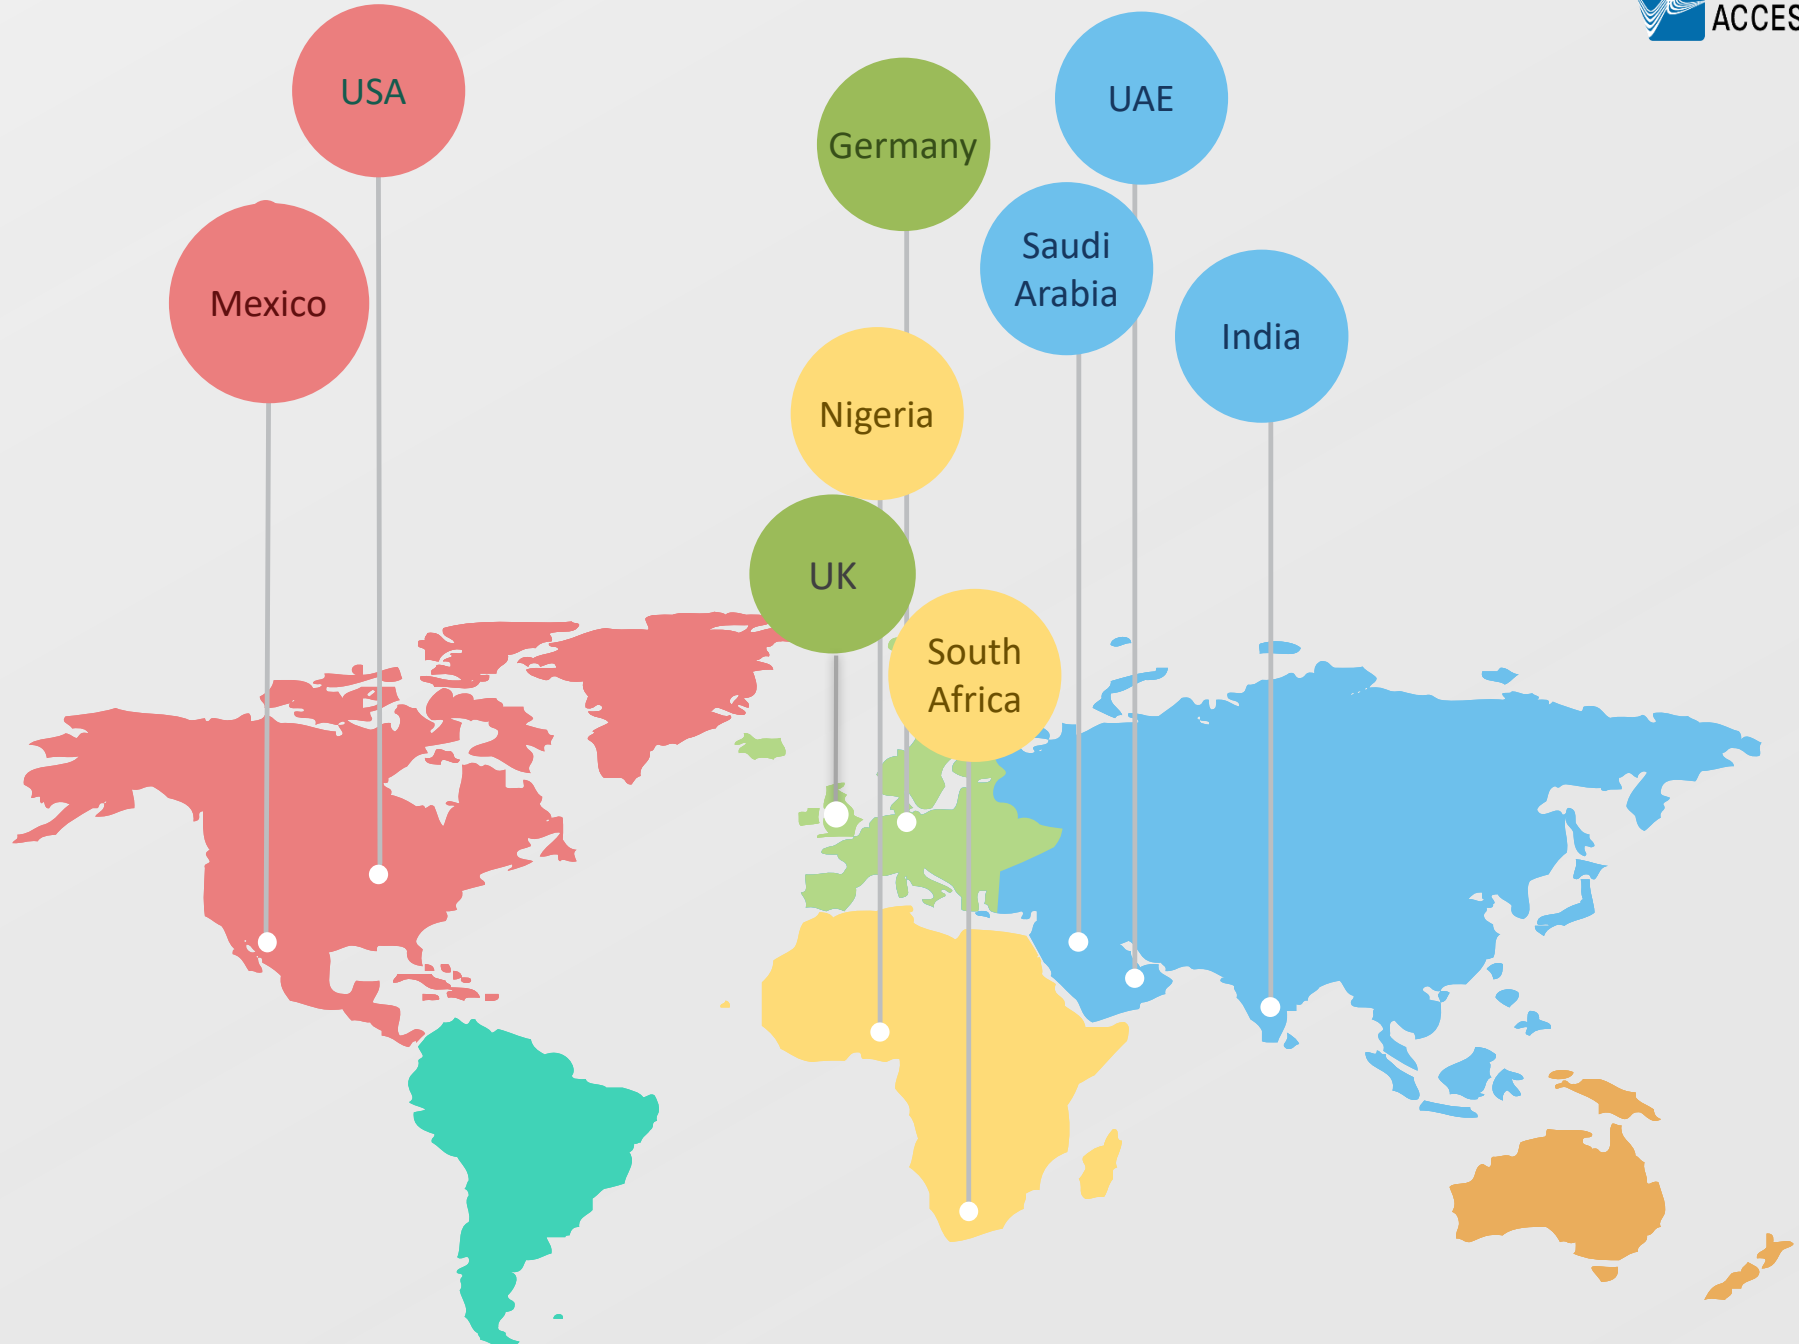 ACCES
USA
UAE
Germany
Saudi
Arabia
Mexico
India
Nigeria
UK
South
Africa